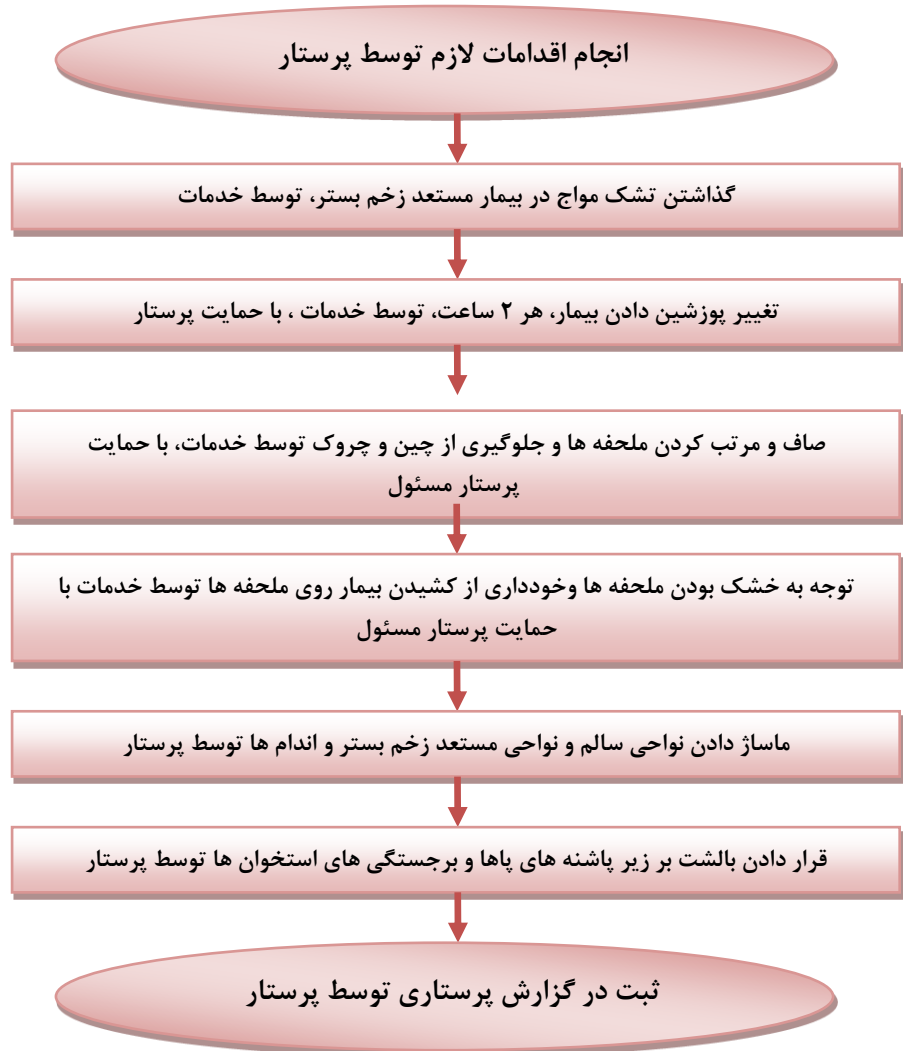 انجام اقدامات لازم توسط پرستار
گذاشتن تشک مواج در بیمار مستعد زخم بستر، توسط خدمات
تغییر پوزشین دادن بیمار، هر ۲ ساعت، توسط خدمات ، با حمایت پرستار
صاف و مرتب کردن ملحفه ها و جلوگیری از چین و چروک توسط خدمات، با حمایت
پرستار مسئول
توجه به خشک بودن ملحفه ها وخودداری از کشیدن بیمار روی ملحفه ها توسط خدمات با
حمایت پرستار مسئول
ماساژ دادن نواحی سالم و نواحی مستعد زخم بستر و اندام ها توسط پرستار
قرار دادن بالشت بر زیر پاشنه های پاها و برجستگی های استخوان ها توسط پرستار
ثبت در گزارش پرستاری توسط پرستار